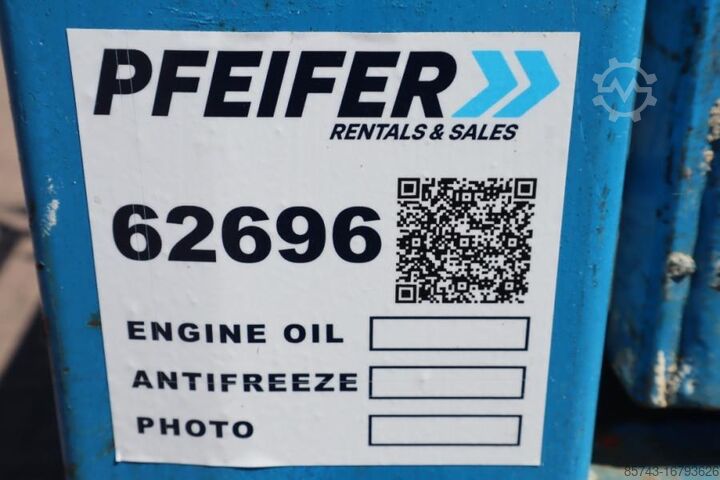 PFEIFER
RENTALS & SALES
62696
ENGINE OIL
ANTIFREEZE
PHOTO
85743-16793626